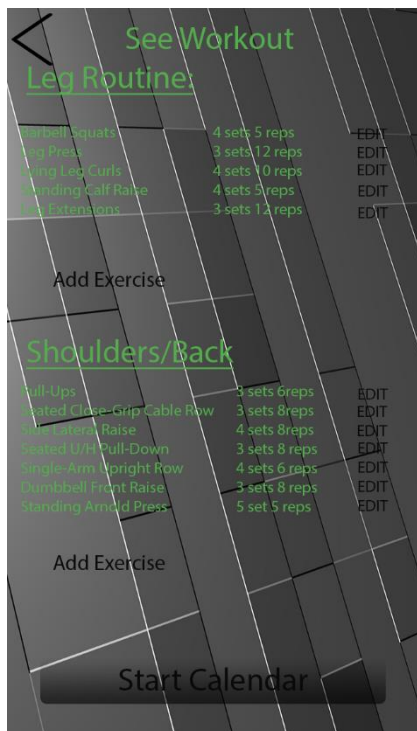 See Workout
Leg Routine:
Barbell Squats 4 sets 5 reps EDIT
Leg Press 3 sets 12 reps EDIT
Lying Leg Curls 4 sets 10 reps EDIT
Standing Calf Raise 4 sets 5 reps EDIT
Leg Extensions 3 sets 12 reps EDIT
Add Exercise
Shoulders/Back
Pull-Ups 3 sets 6reps EDIT
Seated Close-Grip Cable Row 3 sets 8reps EDIT
Side Lateral Raise 4 sets 8reps EDIT
Seated U/H Pull-Down 3 sets 8 reps EDIT
Single-Arm Upright Row 4 sets 6 reps EDIT
Dumbbell Front Raise 3 sets 8 reps EDIT
Standing Arnold Press 5 set 5 reps EDIT
Add Exercise
Start Calendar